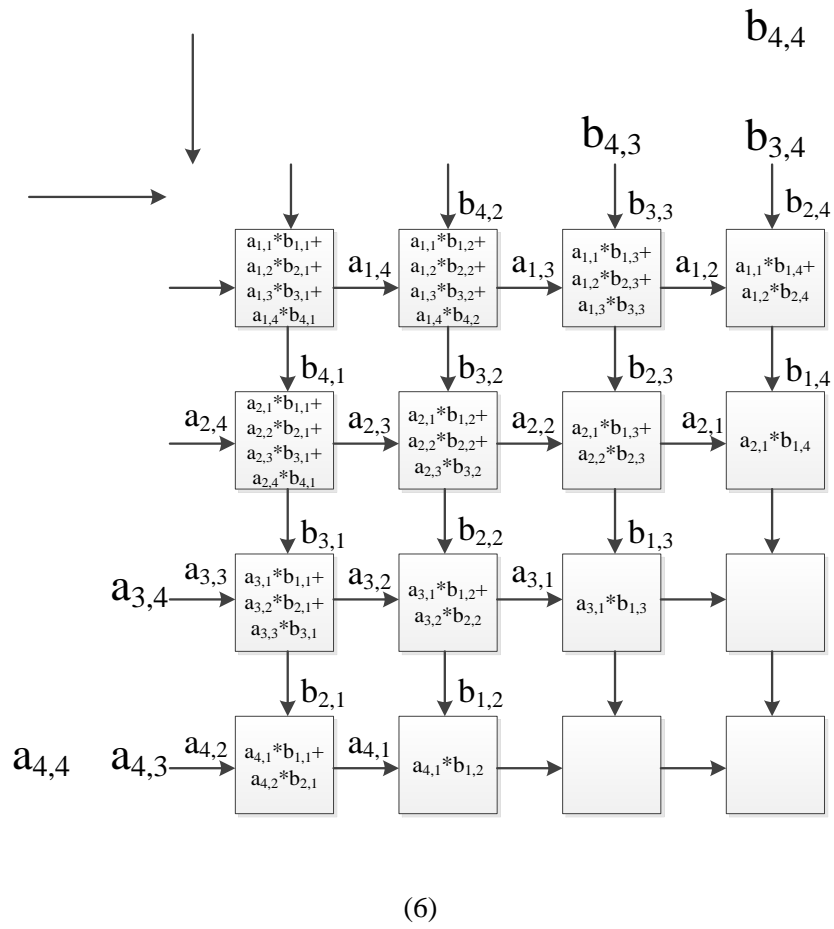 b4,4
b4,3 b3,4
b4,2 b3,3 b2,4
a1,1*b1,1+
a1,2*b2,1+
a1,3*b3,1+
a1,4*b4,1
a1,4
a1,1*b1,2+
a1,2*b2,2+
a1,3*b3,2+
a1,4*b4,2
a1,3
a1,1*b1,3+
a1,2*b2,3+
a1,3*b3,3
a1,2
a1,1*b1,4+
a1,2*b2,4
b4,1 b3,2 b2,3 b1,4
a2,4
a2,1*b1,1+
a2,2*b2,1+
a2,3*b3,1+
a2,4*b4,1
a2,3
a2,1*b1,2+
a2,2*b2,2+
a2,3*b3,2
a2,2
a2,1*b1,3+
a2,2*b2,3
a2,1
a2,1*b1,4
b3,1 b2,2 b1,3
a3,4 a3,3
a3,1*b1,1+
a3,2*b2,1+
a3,3*b3,1
a3,2
a3,1*b1,2+
a3,2*b2,2
a3,1
a3,1*b1,3
b2,1 b1,2
a4,4 a4,3 a4,2
a4,1*b1,1+
a4,2*b2,1
a4,1
a4,1*b1,2
(6)